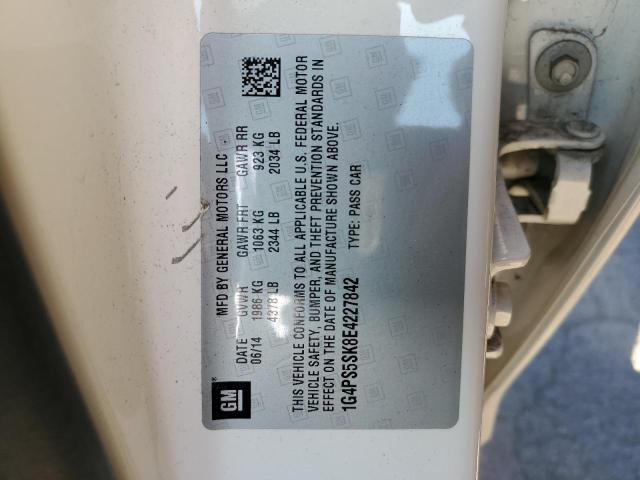 MFD BY GENERAL MOTORS LLC
DATE GVWR GAWR FRT GAWR RR
06/14 1986 KG 1063 KG 923 KG
4378 LB 2344 LB 2034 LB
THIS VEHICLE CONFORMS TO ALL APPLICABLE U.S. FEDERAL MOTOR
VEHICLE SAFETY, BUMPER, AND THEFT PREVENTION STANDARDS IN
EFFECT ON THE DATE OF MANUFACTURE SHOWN ABOVE.
1G4PS5SK8E4227842 TYPE: PASS CAR
GM®